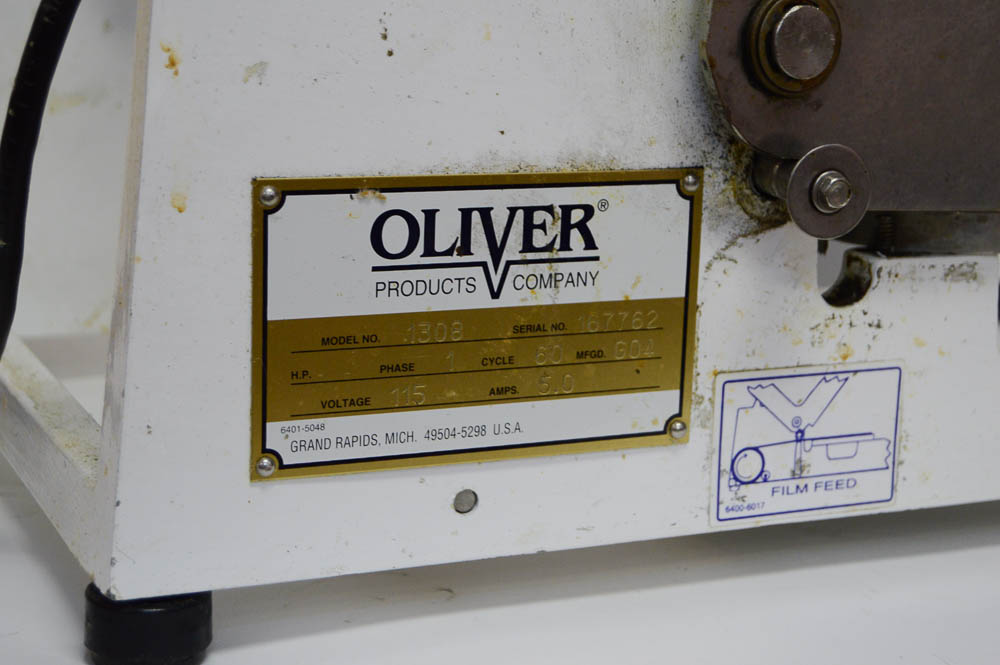 OLIVER®
PRODUCTS COMPANY
MODEL NO. 1308 SERIAL NO. 167762
H.P. PHASE 1 CYCLE 60 MFGD. G04
VOLTAGE 115 AMPS. 5.0
6401-5048
GRAND RAPIDS, MICH. 49504-5298 U.S.A.
FILM FEED
6400-6017